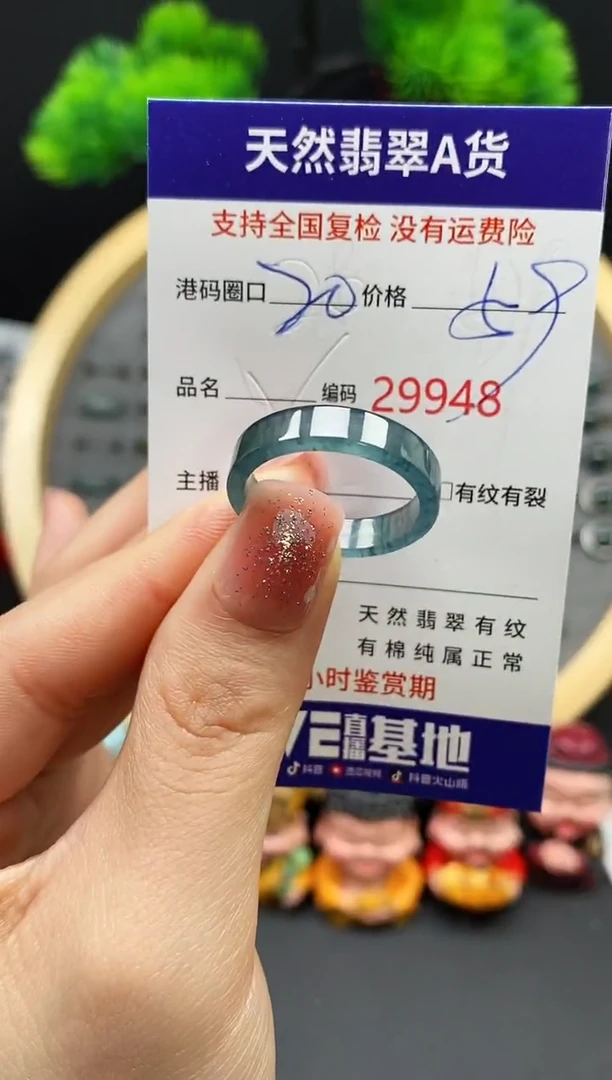 天然翡翠A货
支持全国复检 没有运费险
港码圈口 20 价格 58
品名 编码 29948
主播 有纹有裂
天然翡翠有纹
有棉纯属正常
小时鉴赏期
VE直播基地
抖音 抖音火山版